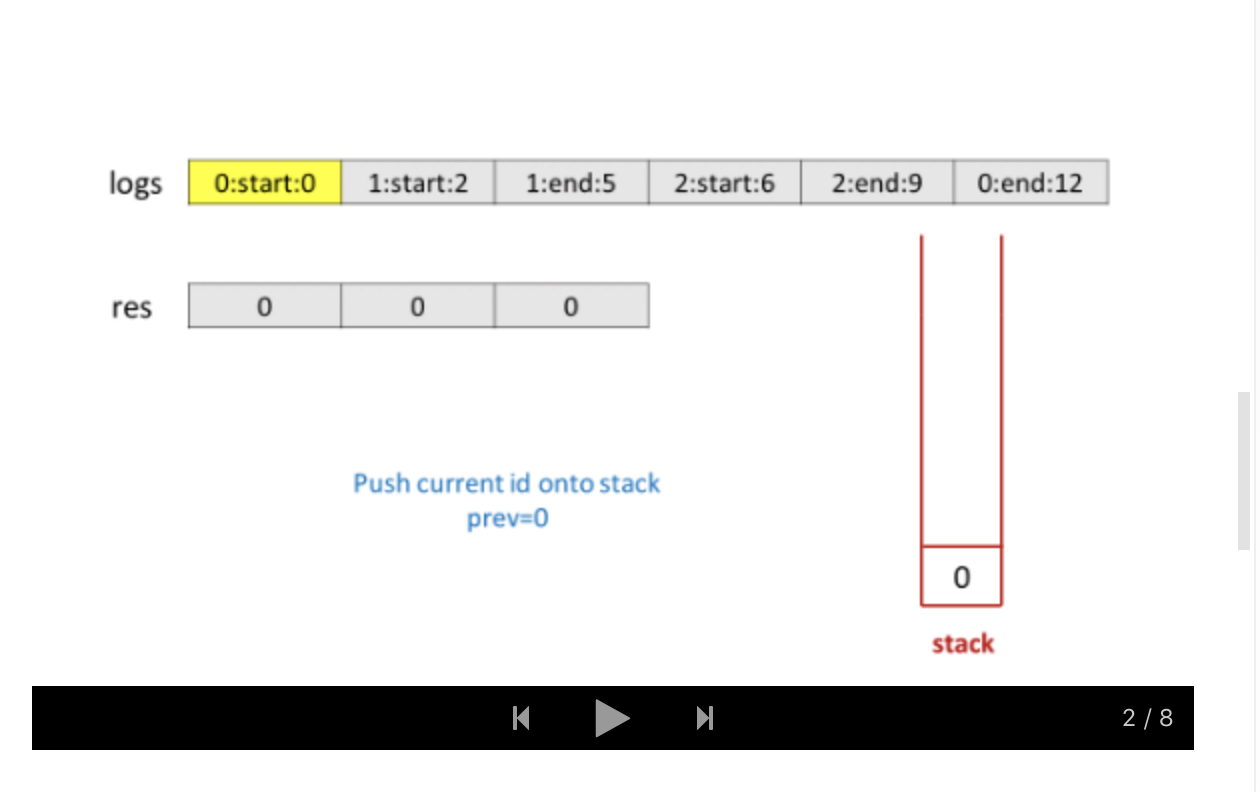 logs 0:start:0 1:start:2 1:end:5 2:start:6 2:end:9 0:end:12
res 0 0 0
Push current id onto stack
prev=0
0
stack
2 / 8